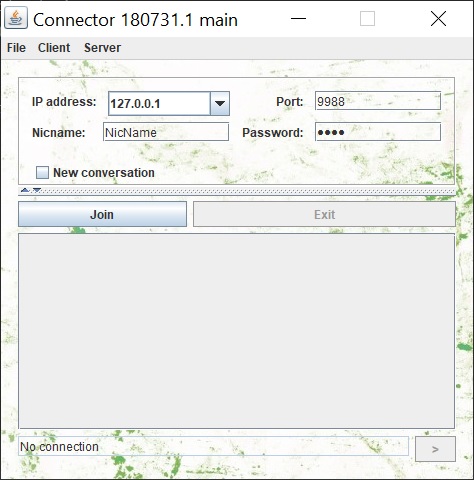 Connector 180731.1 main
File Client Server
IP address: 127.0.0.1 Port: 9988
Nicname: NicName Password: ●●●●
New conversation
Join Exit
No connection >